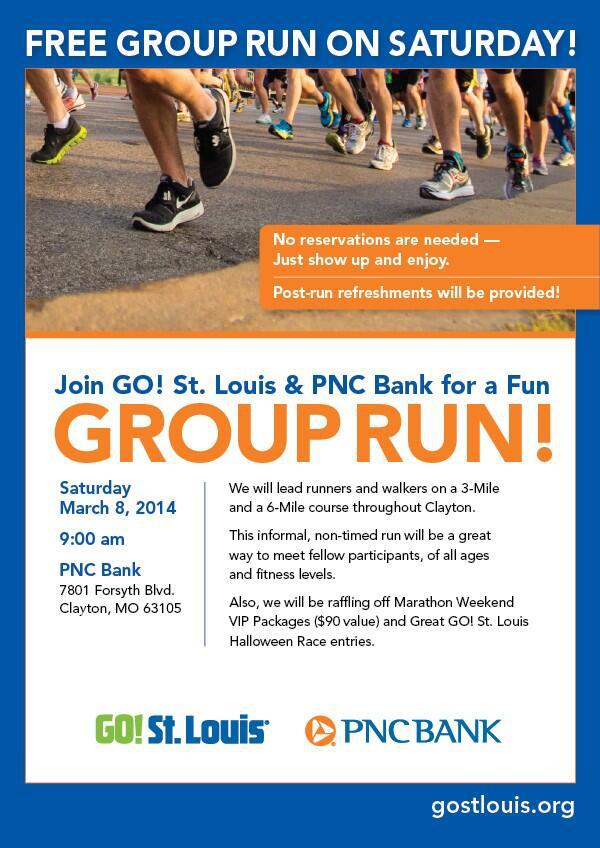 FREE GROUP RUN ON SATURDAY!
No reservations are needed —
Just show up and enjoy.
Post-run refreshments will be provided!
Join GO! St. Louis & PNC Bank for a Fun
GROUP RUN!
Saturday
March 8, 2014
9:00 am
PNC Bank
7801 Forsyth Blvd.
Clayton, MO 63105
We will lead runners and walkers on a 3-Mile
and a 6-Mile course throughout Clayton.
This informal, non-timed run will be a great
way to meet fellow participants, of all ages
and fitness levels.
Also, we will be raffling off Marathon Weekend
VIP Packages ($90 value) and Great GO! St. Louis
Halloween Race entries.
GO! St. Louis
PNC BANK
gostlouis.org